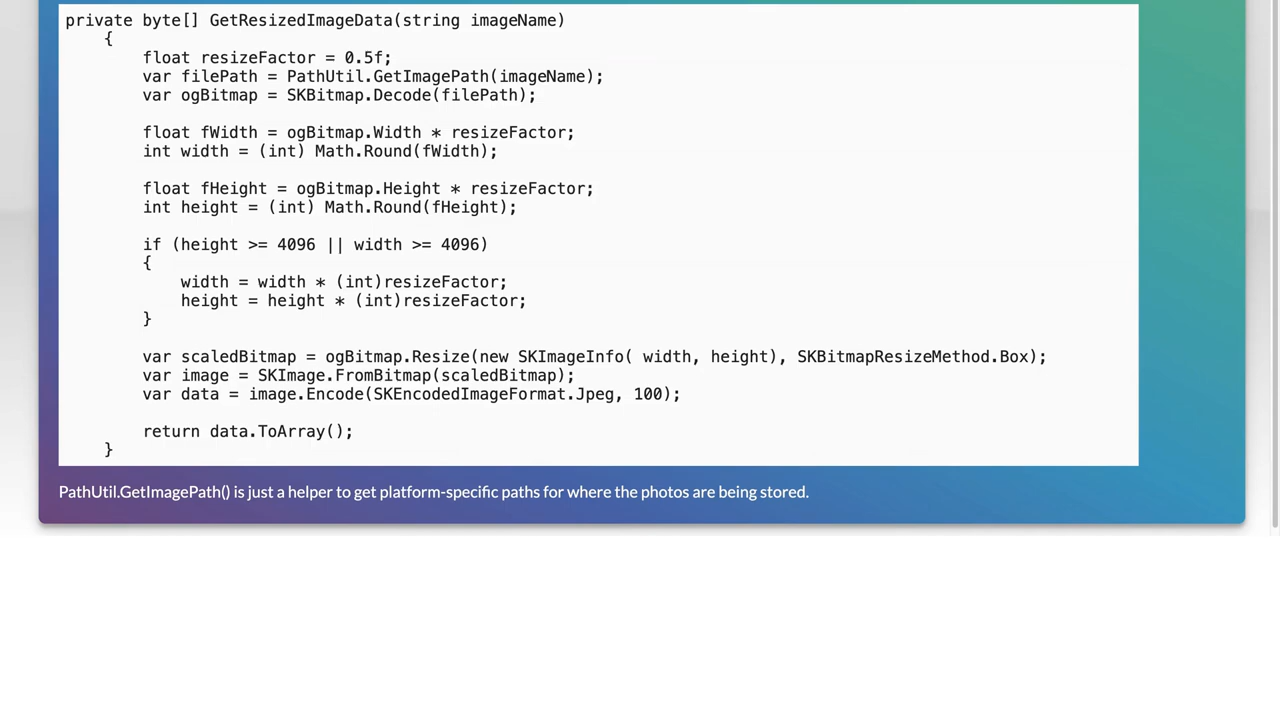 private byte[] GetResizedImageData(string imageName)
{
float resizeFactor = 0.5f;
var filePath = PathUtil.GetImagePath(imageName);
var ogBitmap = SKBitmap.Decode(filePath);
float fWidth = ogBitmap.Width * resizeFactor;
int width = (int) Math.Round(fWidth);
float fHeight = ogBitmap.Height * resizeFactor;
int height = (int) Math.Round(fHeight);
if (height >= 4096 || width >= 4096)
{
width = width * (int)resizeFactor;
height = height * (int)resizeFactor;
}
var scaledBitmap = ogBitmap.Resize(new SKImageInfo( width, height), SKBitmapResizeMethod.Box);
var image = SKImage.FromBitmap(scaledBitmap);
var data = image.Encode(SKEncodedImageFormat.Jpeg, 100);
return data.ToArray();
}
PathUtil.GetImagePath() is just a helper to get platform-specific paths for where the photos are being stored.